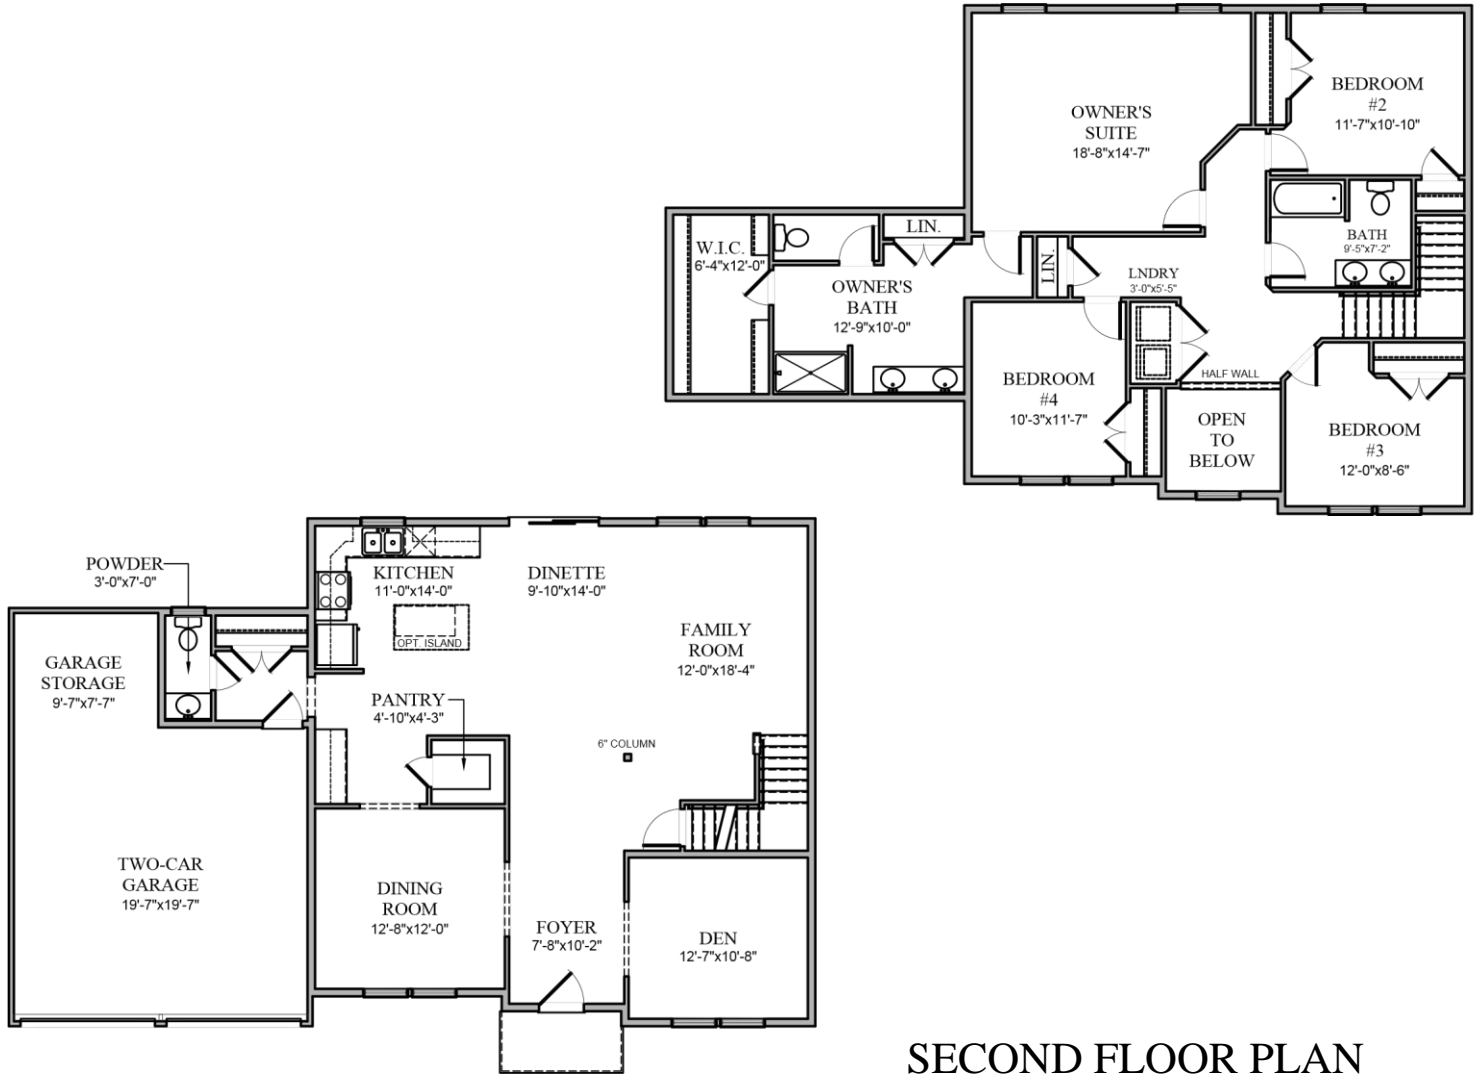 OWNER'S
SUITE
18'-8"x14'-7"
BEDROOM
#2
11'-7"x10'-10"
W.I.C.
6'-4"x12'-0"
LIN.
OWNER'S
BATH
12'-9"x10'-0"
LIN.
LNDRY
3'-0"x5'-5"
BATH
9'-5"x7'-2"
HALF WALL
BEDROOM
#4
10'-3"x11'-7"
OPEN
TO
BELOW
BEDROOM
#3
12'-0"x8'-6"
POWDER
3'-0"x7'-0"
KITCHEN
11'-0"x14'-0"
DINETTE
9'-10"x14'-0"
OPT. ISLAND
FAMILY
ROOM
12'-0"x18'-4"
GARAGE
STORAGE
9'-7"x7'-7"
PANTRY
4'-10"x4'-3"
6" COLUMN
TWO-CAR
GARAGE
19'-7"x19'-7"
DINING
ROOM
12'-8"x12'-0"
FOYER
7'-8"x10'-2"
DEN
12'-7"x10'-8"
SECOND FLOOR PLAN